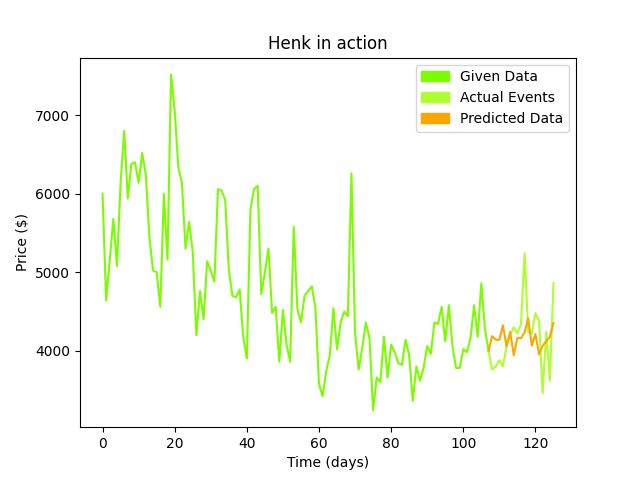 Henk in action
Given Data
Actual Events
Predicted Data
Price ($)
7000
6000
5000
4000
0 20 40 60 80 100 120
Time (days)